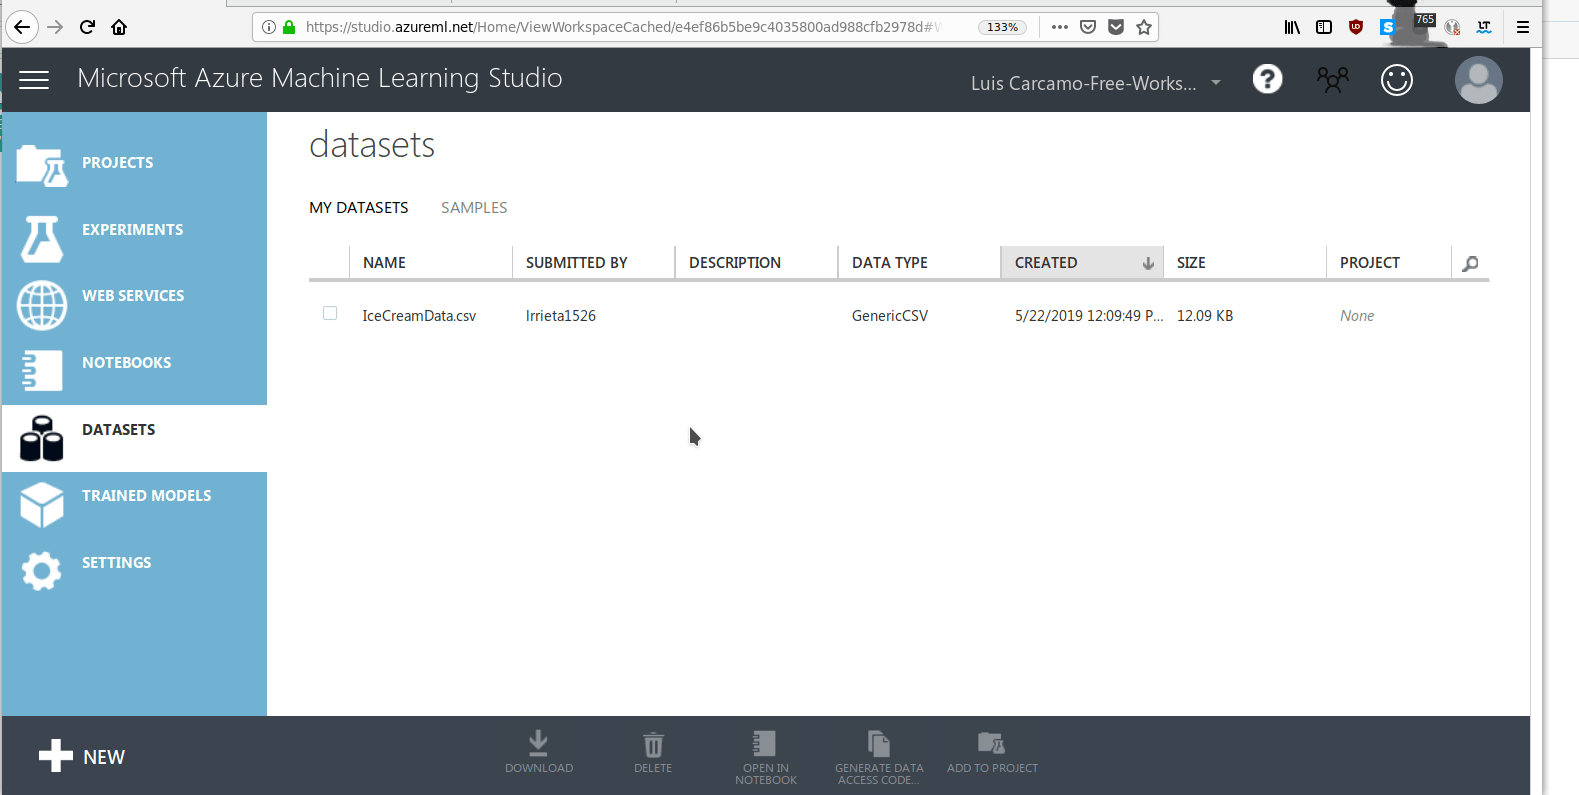 https://studio.azureml.net/Home/ViewWorkspaceCached/e4ef86b5be9c4035800ad988cfb2978d#
133%
765
Microsoft Azure Machine Learning Studio
Luis Carcamo-Free-Works...
PROJECTS
EXPERIMENTS
WEB SERVICES
NOTEBOOKS
DATASETS
TRAINED MODELS
SETTINGS
datasets
MY DATASETS SAMPLES
NAME SUBMITTED BY DESCRIPTION DATA TYPE CREATED SIZE PROJECT
IceCreamData.csv lrrieta1526 GenericCSV 5/22/2019 12:09:49 P... 12.09 KB None
NEW
DOWNLOAD
DELETE
OPEN IN
NOTEBOOK
GENERATE DATA
ACCESS CODE...
ADD TO PROJECT